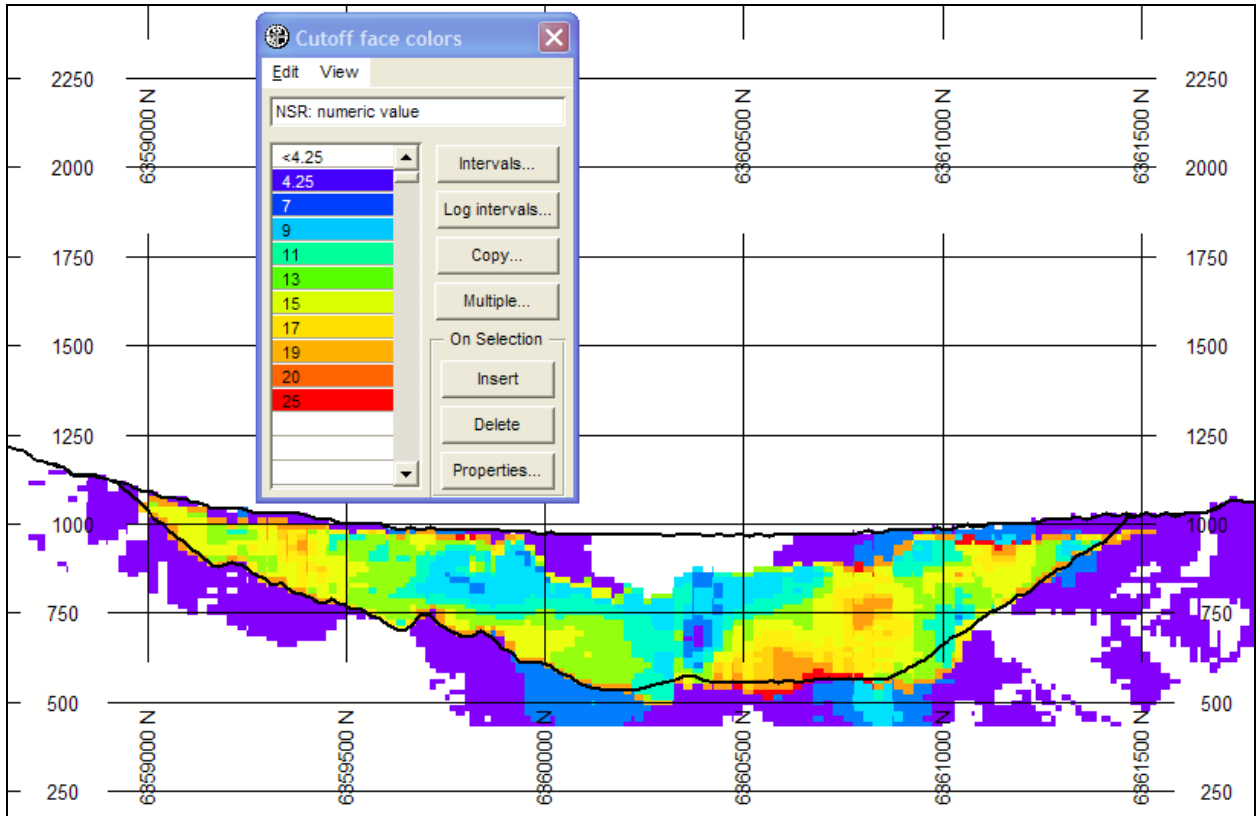 Cutoff face colors
Edit View
NSR: numeric value
<4.25
4.25
7
9
11
13
15
17
19
20
25
Intervals...
Log intervals...
Copy...
Multiple...
On Selection
Insert
Delete
Properties...
2250 2250
6359000 N 6360500 N 6361000 N 6361500 N
2000 2000
1750 1750
1500 1500
1250 1250
1000 1000
750 750
500 500
6359000 N 6359500 N 6360000 N 6360500 N 6361000 N 6361500 N
250 250